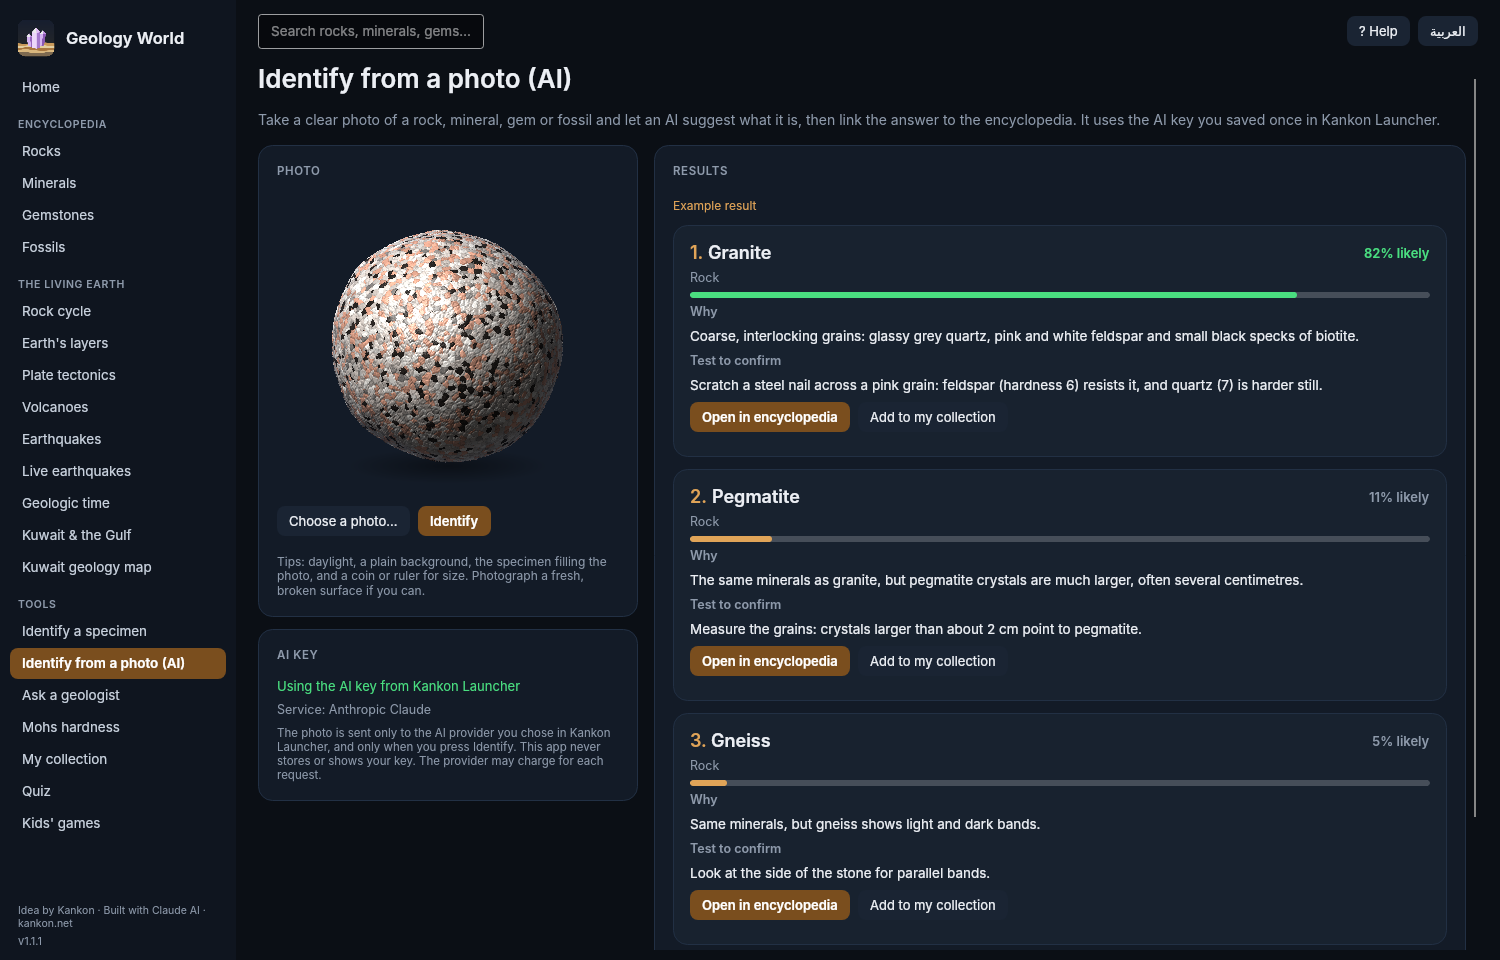 Geology World
Home
ENCYCLOPEDIA
Rocks
Minerals
Gemstones
Fossils
THE LIVING EARTH
Rock cycle
Earth's layers
Plate tectonics
Volcanoes
Earthquakes
Live earthquakes
Geologic time
Kuwait & the Gulf
Kuwait geology map
TOOLS
Identify a specimen
Identify from a photo (AI)
Ask a geologist
Mohs hardness
My collection
Quiz
Kids' games
Idea by Kankon · Built with Claude AI ·
kankon.net
v1.1.1
Search rocks, minerals, gems...
? Help
العربية
Identify from a photo (AI)
Take a clear photo of a rock, mineral, gem or fossil and let an AI suggest what it is, then link the answer to the encyclopedia. It uses the AI key you saved once in Kankon Launcher.
PHOTO
Choose a photo...
Identify
Tips: daylight, a plain background, the specimen filling the
photo, and a coin or ruler for size. Photograph a fresh,
broken surface if you can.
AI KEY
Using the AI key from Kankon Launcher
Service: Anthropic Claude
The photo is sent only to the AI provider you chose in Kankon
Launcher, and only when you press Identify. This app never
stores or shows your key. The provider may charge for each
request.
RESULTS
Example result
1. Granite
82% likely
Rock
Why
Coarse, interlocking grains: glassy grey quartz, pink and white feldspar and small black specks of biotite.
Test to confirm
Scratch a steel nail across a pink grain: feldspar (hardness 6) resists it, and quartz (7) is harder still.
Open in encyclopedia
Add to my collection
2. Pegmatite
11% likely
Rock
Why
The same minerals as granite, but pegmatite crystals are much larger, often several centimetres.
Test to confirm
Measure the grains: crystals larger than about 2 cm point to pegmatite.
Open in encyclopedia
Add to my collection
3. Gneiss
5% likely
Rock
Why
Same minerals, but gneiss shows light and dark bands.
Test to confirm
Look at the side of the stone for parallel bands.
Open in encyclopedia
Add to my collection